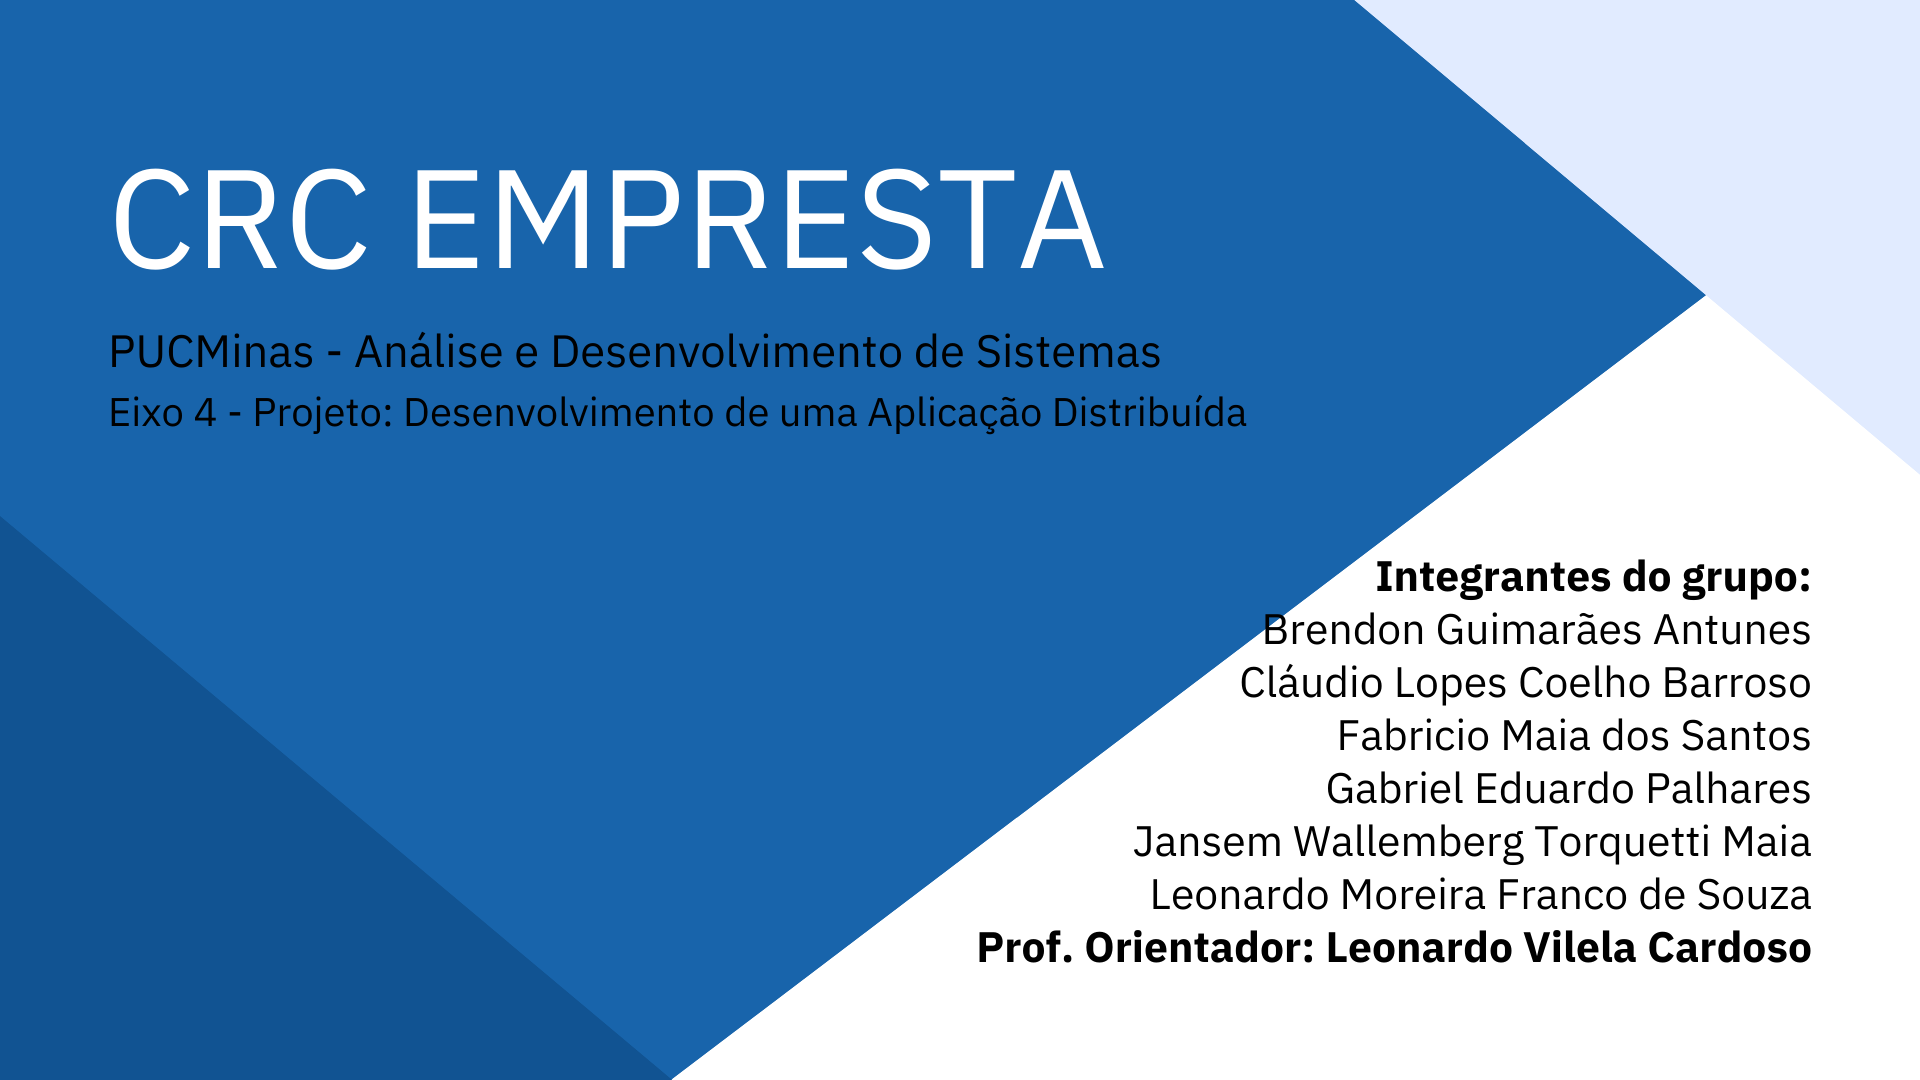 CRC EMPRESTA
PUCMinas - Análise e Desenvolvimento de Sistemas
Eixo 4 - Projeto: Desenvolvimento de uma Aplicação Distribuída
Integrantes do grupo:
Brendon Guimarães Antunes
Cláudio Lopes Coelho Barroso
Fabricio Maia dos Santos
Gabriel Eduardo Palhares
Jansem Wallemberg Torquetti Maia
Leonardo Moreira Franco de Souza
Prof. Orientador: Leonardo Vilela Cardoso